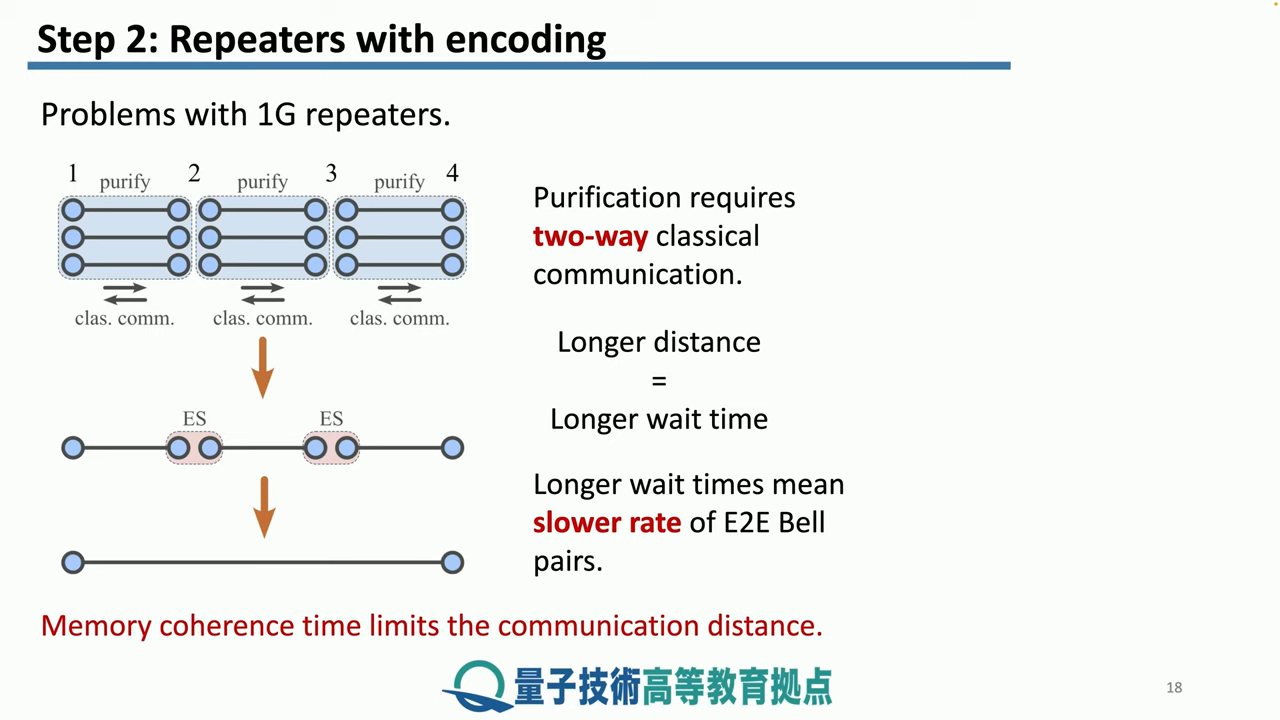 Step 2: Repeaters with encoding
Problems with 1G repeaters.
1 purify 2 purify 3 purify 4
clas. comm. clas. comm. clas. comm.
ES ES
Purification requires
two-way classical
communication.
Longer distance
=
Longer wait time
Longer wait times mean
slower rate of E2E Bell
pairs.
Memory coherence time limits the communication distance.
量子技術高等教育拠点
18